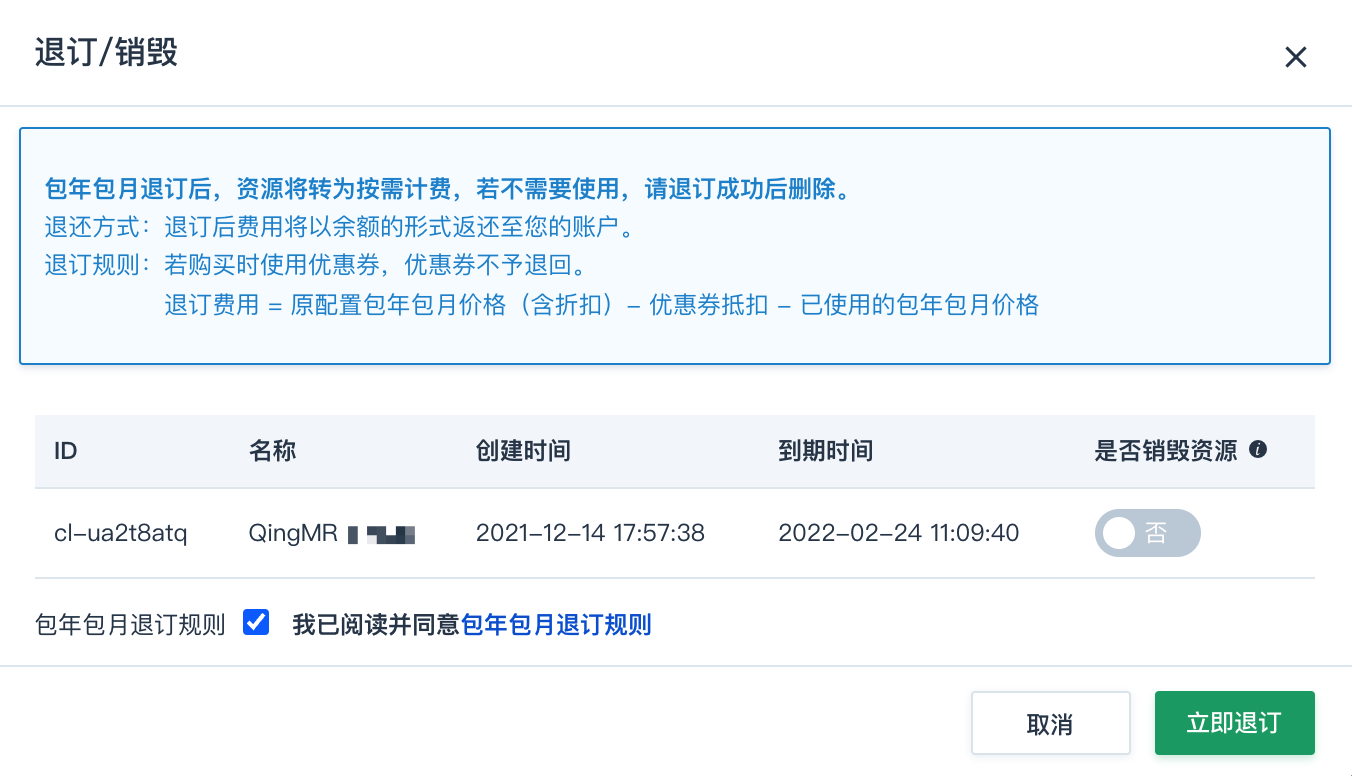 退订/销毁
包年包月退订后，资源将转为按需计费，若不需要使用，请退订成功后删除。
退还方式：退订后费用将以余额的形式返还至您的账户。
退订规则：若购买时使用优惠券，优惠券不予退回。
退订费用 = 原配置包年包月价格（含折扣）– 优惠券抵扣 – 已使用的包年包月价格
ID 名称 创建时间 到期时间 是否销毁资源
cl-ua2t8atq QingMR 2021-12-14 17:57:38 2022-02-24 11:09:40 否
包年包月退订规则 我已阅读并同意包年包月退订规则
取消 立即退订